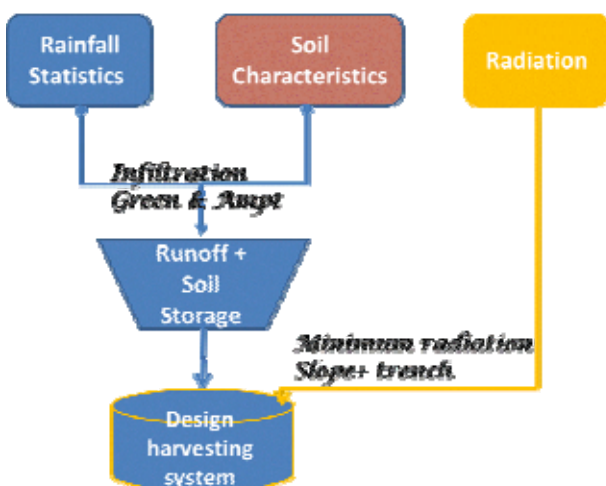 Rainfall
Statistics
Soil
Characteristics
Radiation
Infiltration
Green & Ampt
Runoff +
Soil
Storage
Minimum radiation
Slope+ trench
Design
harvesting
system